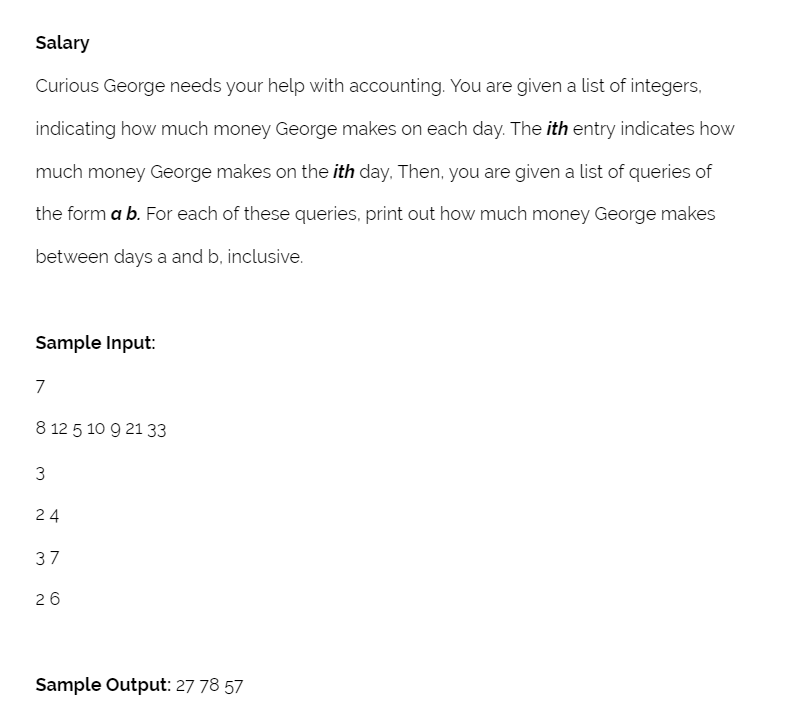 Salary
Curious George needs your help with accounting. You are given a list of integers,
indicating how much money George makes on each day. The ith entry indicates how
much money George makes on the ith day, Then, you are given a list of queries of
the form a b. For each of these queries, print out how much money George makes
between days a and b, inclusive.
Sample Input:
7
8 12 5 10 9 21 33
3
2 4
3 7
2 6
Sample Output: 27 78 57